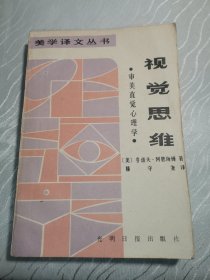 美学译文丛书
视觉思维
·审美直觉心理学·
〔美〕鲁道夫·阿恩海姆 著
滕守尧 译
光明日报出版社